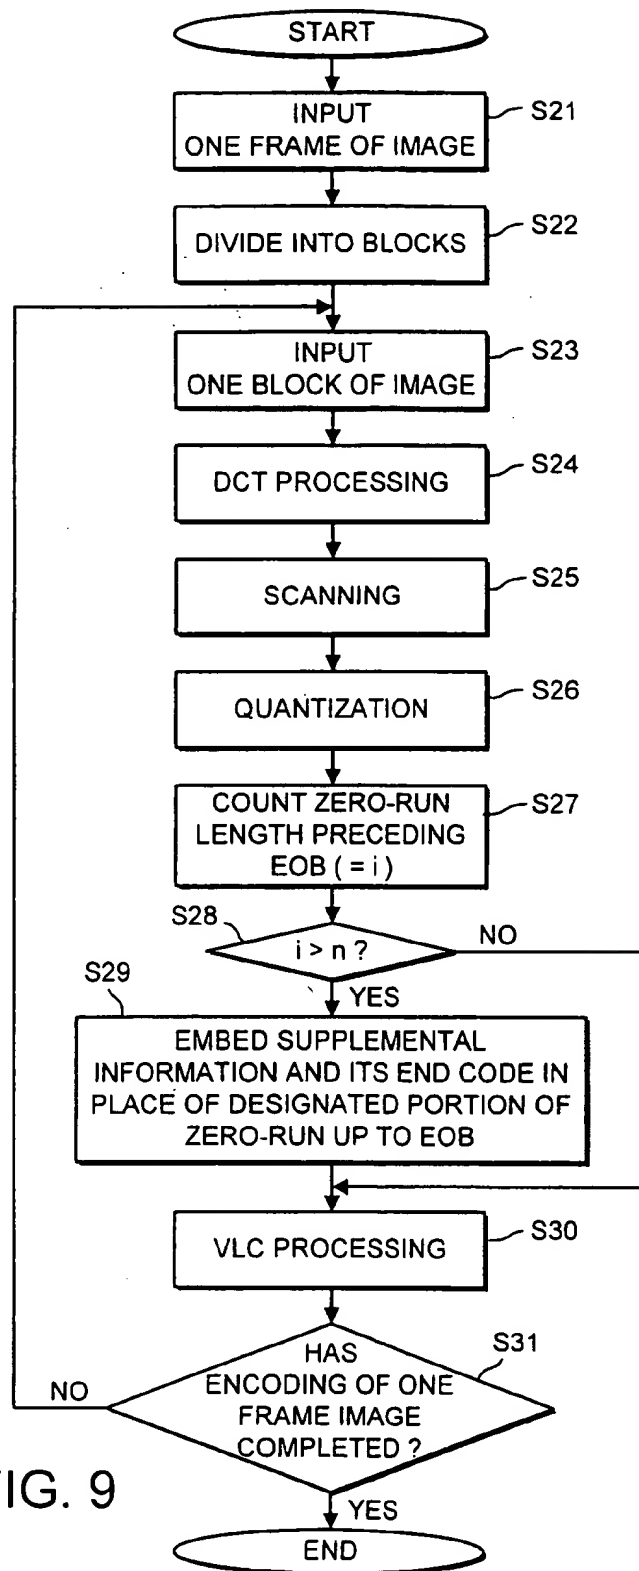 START
INPUT
ONE FRAME OF IMAGE
S21
DIVIDE INTO BLOCKS
S22
INPUT
ONE BLOCK OF IMAGE
S23
DCT PROCESSING
S24
SCANNING
S25
QUANTIZATION
S26
COUNT ZERO-RUN
LENGTH PRECEDING
EOB ( = i )
S27
S28
i > n ?
NO
YES
S29
EMBED SUPPLEMENTAL
INFORMATION AND ITS END CODE IN
PLACE OF DESIGNATED PORTION OF
ZERO-RUN UP TO EOB
VLC PROCESSING
S30
HAS
ENCODING OF ONE
FRAME IMAGE
COMPLETED ?
S31
NO
YES
END
FIG. 9